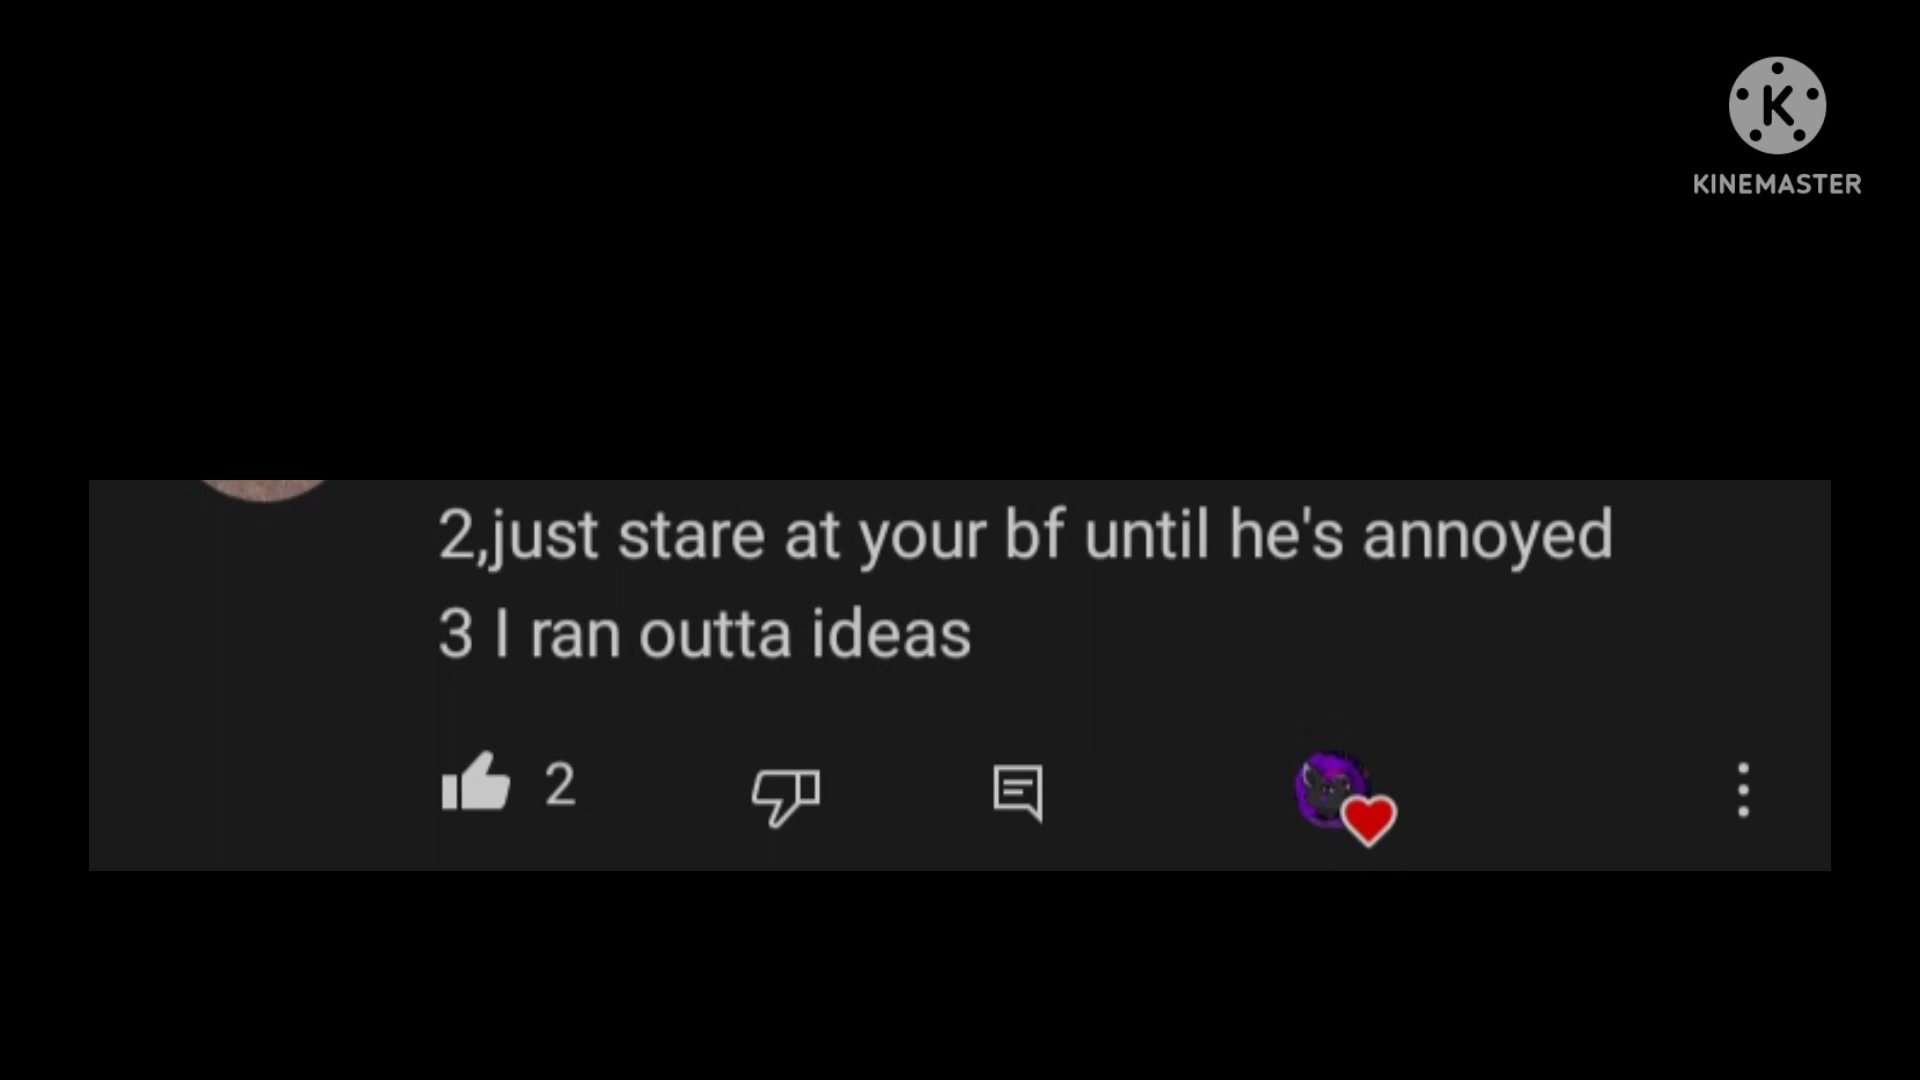 K
KINEMASTER
2,just stare at your bf until he's annoyed
3 I ran outta ideas
2